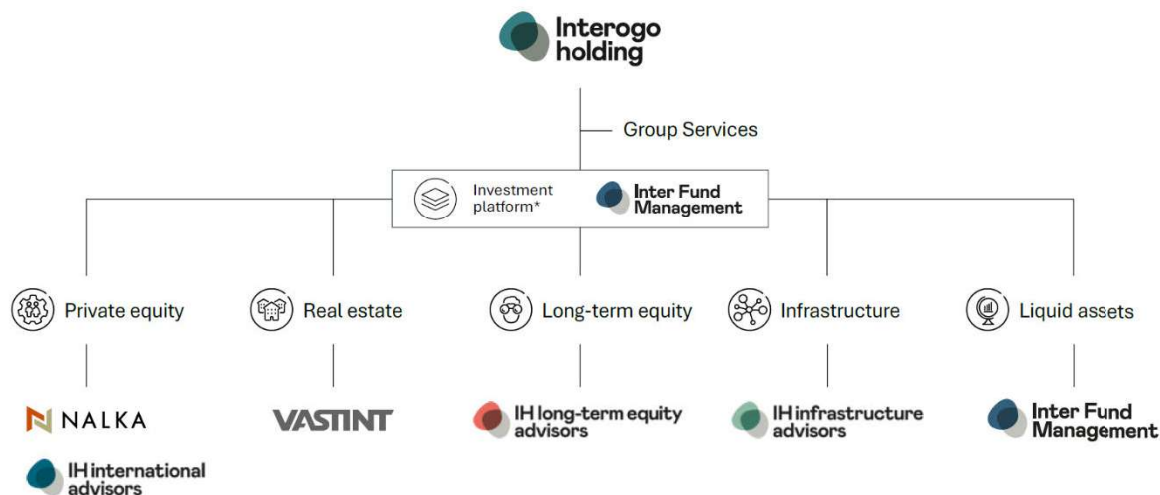 Interogo
holding
Group Services
Investment
platform*
Inter Fund
Management
Private equity
Real estate
Long-term equity
Infrastructure
Liquid assets
NALKA
VASTINT
IH long-term equity
advisors
IH infrastructure
advisors
Inter Fund
Management
IH international
advisors